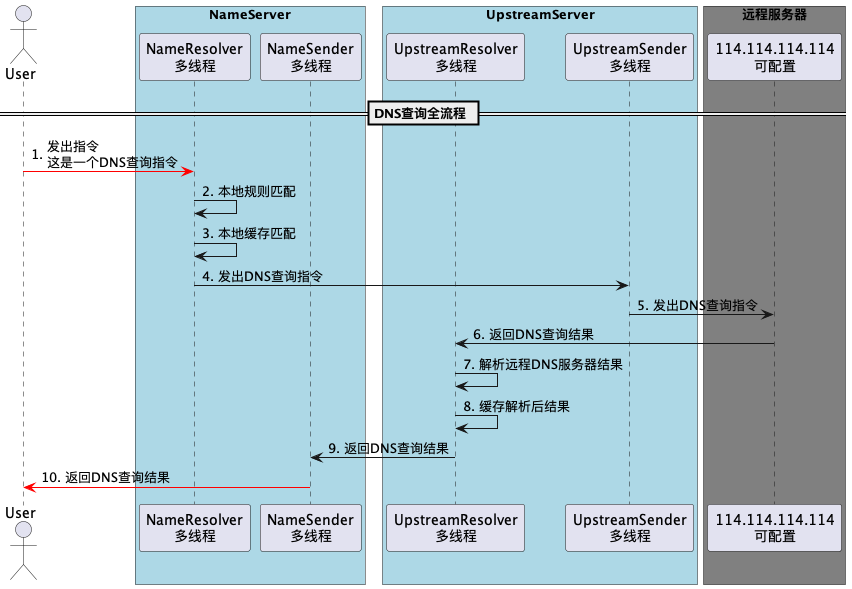 NameServer
UpstreamServer
远程服务器
User
NameResolver
多线程
NameSender
多线程
UpstreamResolver
多线程
UpstreamSender
多线程
114.114.114.114
可配置
DNS查询全流程
1. 发出指令
这是一个DNS查询指令
2. 本地规则匹配
3. 本地缓存匹配
4. 发出DNS查询指令
5. 发出DNS查询指令
6. 返回DNS查询结果
7. 解析远程DNS服务器结果
8. 缓存解析后结果
9. 返回DNS查询结果
10. 返回DNS查询结果
User
NameResolver
多线程
NameSender
多线程
UpstreamResolver
多线程
UpstreamSender
多线程
114.114.114.114
可配置